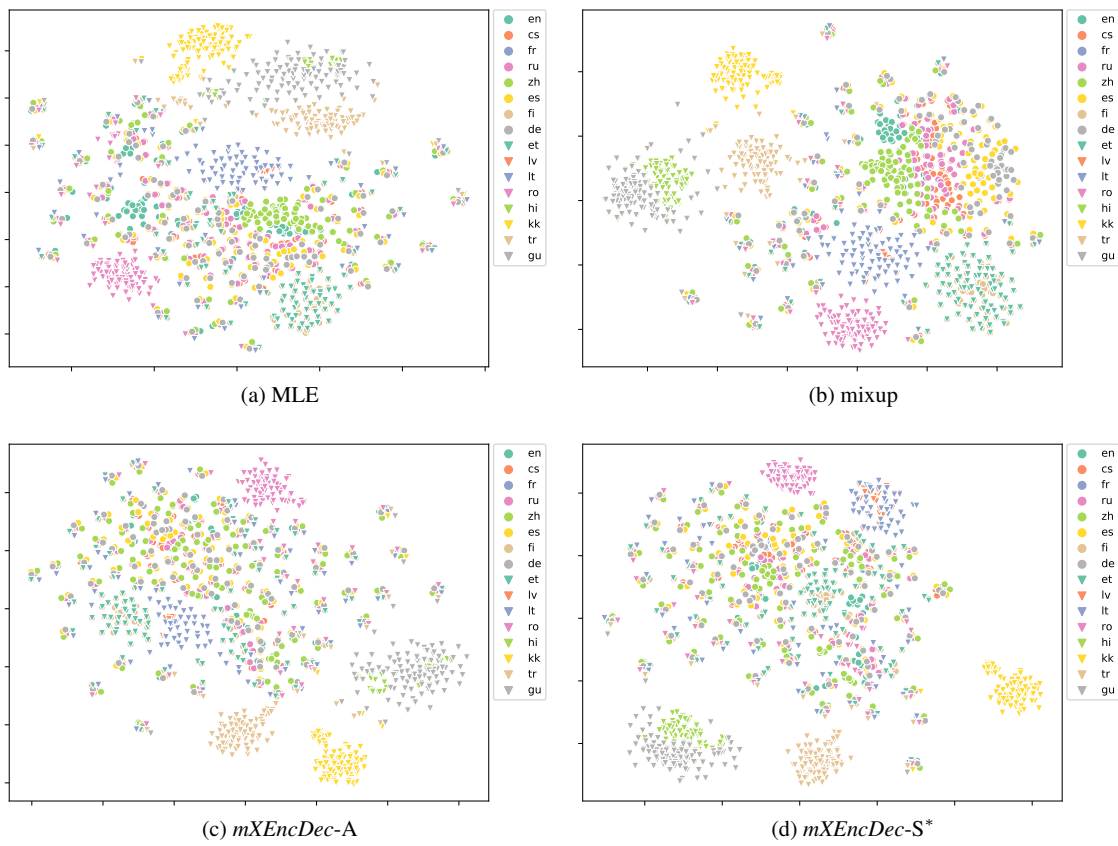 en
cs
fr
ru
zh
es
fi
de
et
lv
lt
ro
hi
kk
tr
gu
(a) MLE
en
cs
fr
ru
zh
es
fi
de
et
lv
lt
ro
hi
kk
tr
gu
(b) mixup
en
cs
fr
ru
zh
es
fi
de
et
lv
lt
ro
hi
kk
tr
gu
(c) mXEncDec-A
en
cs
fr
ru
zh
es
fi
de
et
lv
lt
ro
hi
kk
tr
gu
(d) mXEncDec-S*